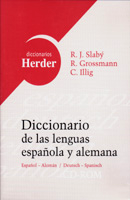 diccionarios
Herder
R. J. Slabý
R. Grossmann
C. Illig
Diccionario
de las lenguas
española y alemana
Español - Alemán / Deutsch - Spanisch